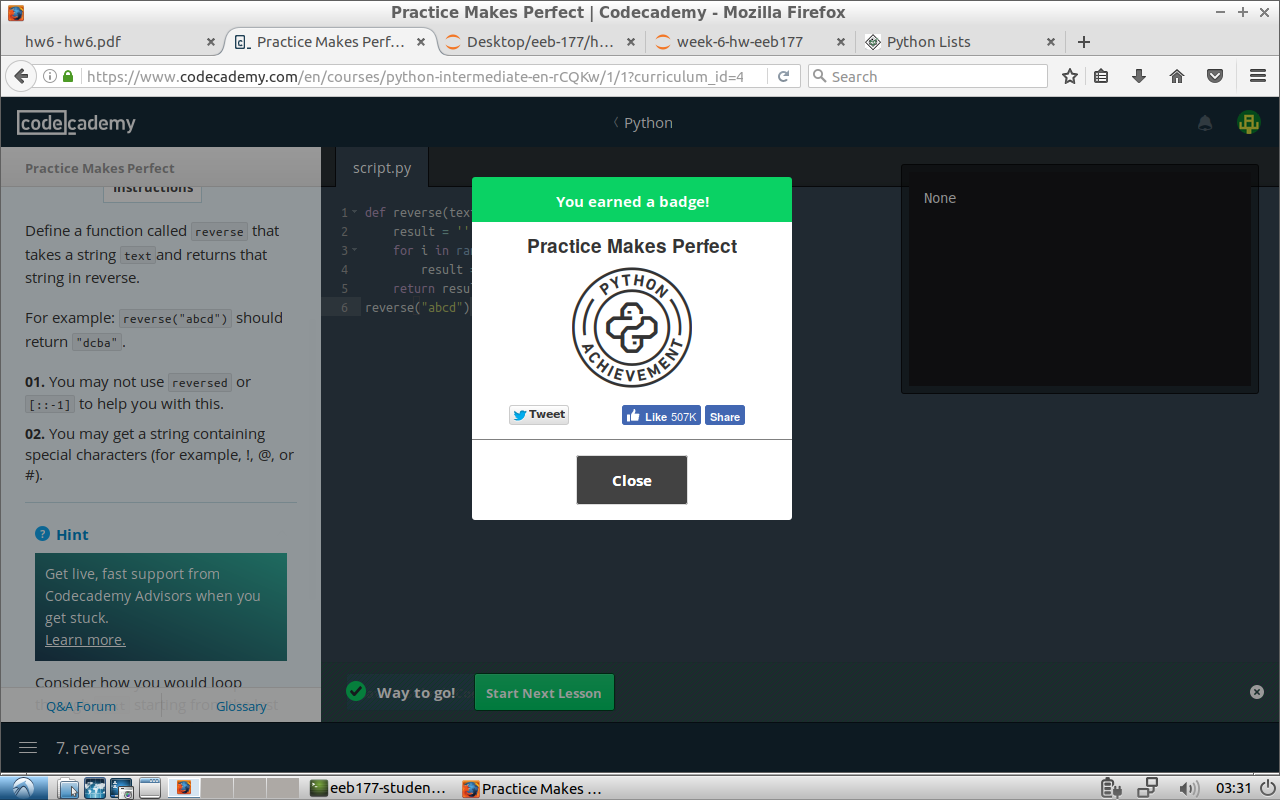 Practice Makes Perfect | Codecademy - Mozilla Firefox
hw6 - hw6.pdf
Practice Makes Perf…
Desktop/eeb-177/h…
week-6-hw-eeb177
Python Lists
https://www.codecademy.com/en/courses/python-intermediate-en-rCQKw/1/1?curriculum_id=4
Search
codecademy
Python
Practice Makes Perfect
Instructions
Define a function called reverse that
takes a string text and returns that
string in reverse.
For example: reverse("abcd") should
return "dcba".
01. You may not use reversed or
[::-1] to help you with this.
02. You may get a string containing
special characters (for example, !, @, or
#).
Hint
Get live, fast support from
Codecademy Advisors when you
get stuck.
Learn more.
Consider how you would loop
starting from
Q&A Forum
Glossary
script.py
1 def reverse(tex
2 result = ''
3 for i in ran
4 result =
5 return resul
6 reverse("abcd")
None
You earned a badge!
Practice Makes Perfect
PYTHON
ACHIEVEMENT
Tweet
Like 507K
Share
Close
Way to go!
Start Next Lesson
7. reverse
eeb177-studen…
Practice Makes …
03:31